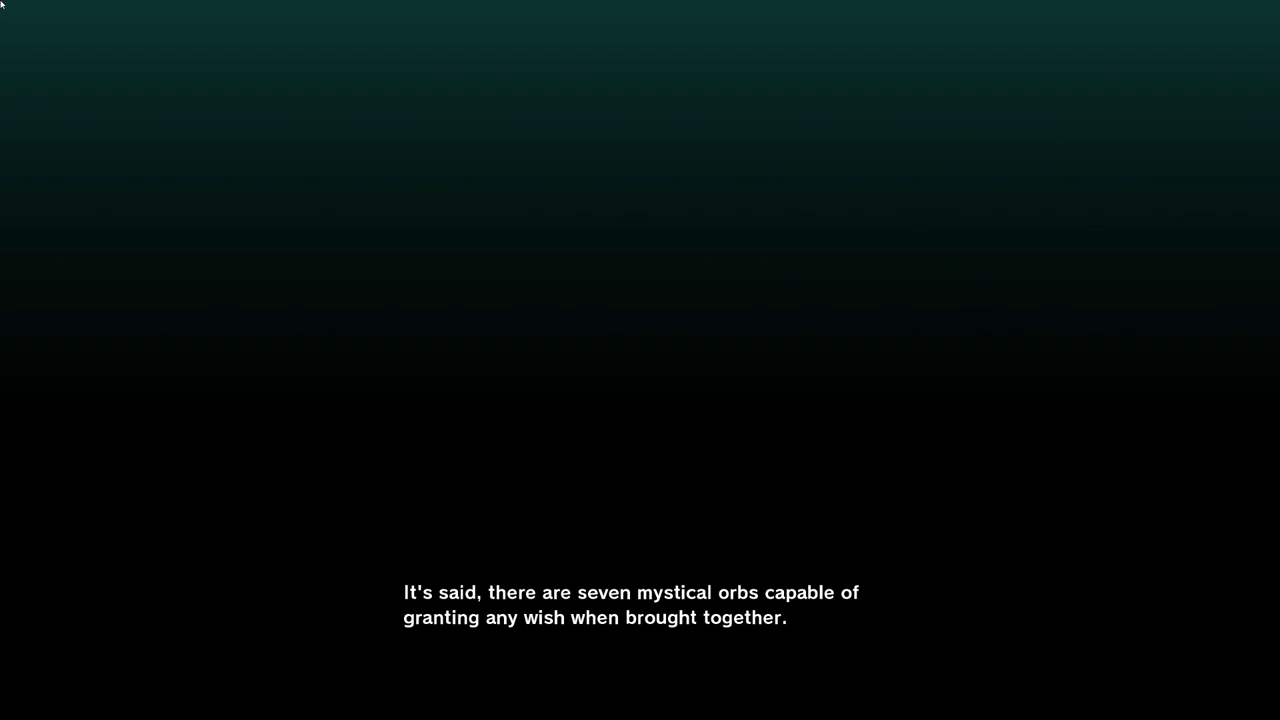 It's said, there are seven mystical orbs capable of
granting any wish when brought together.